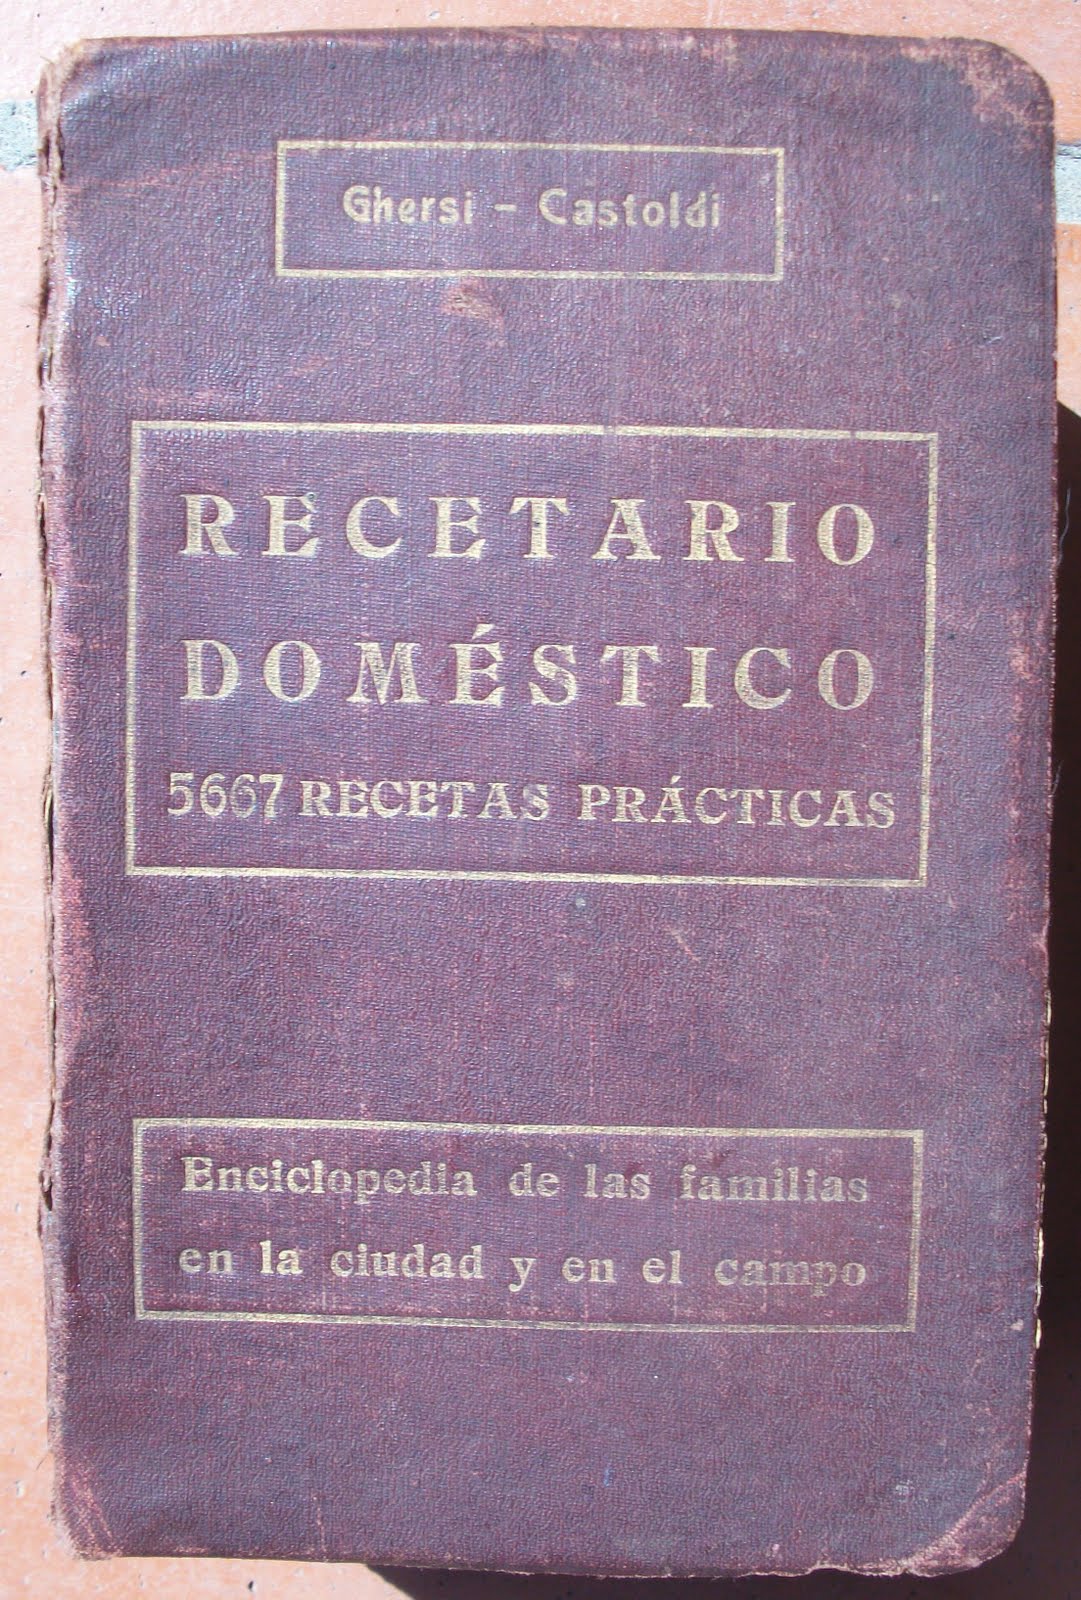 Ghersi - Castoldi
RECETARIO
DOMÉSTICO
5667 RECETAS PRÁCTICAS
Enciclopedia de las familias
en la ciudad y en el campo